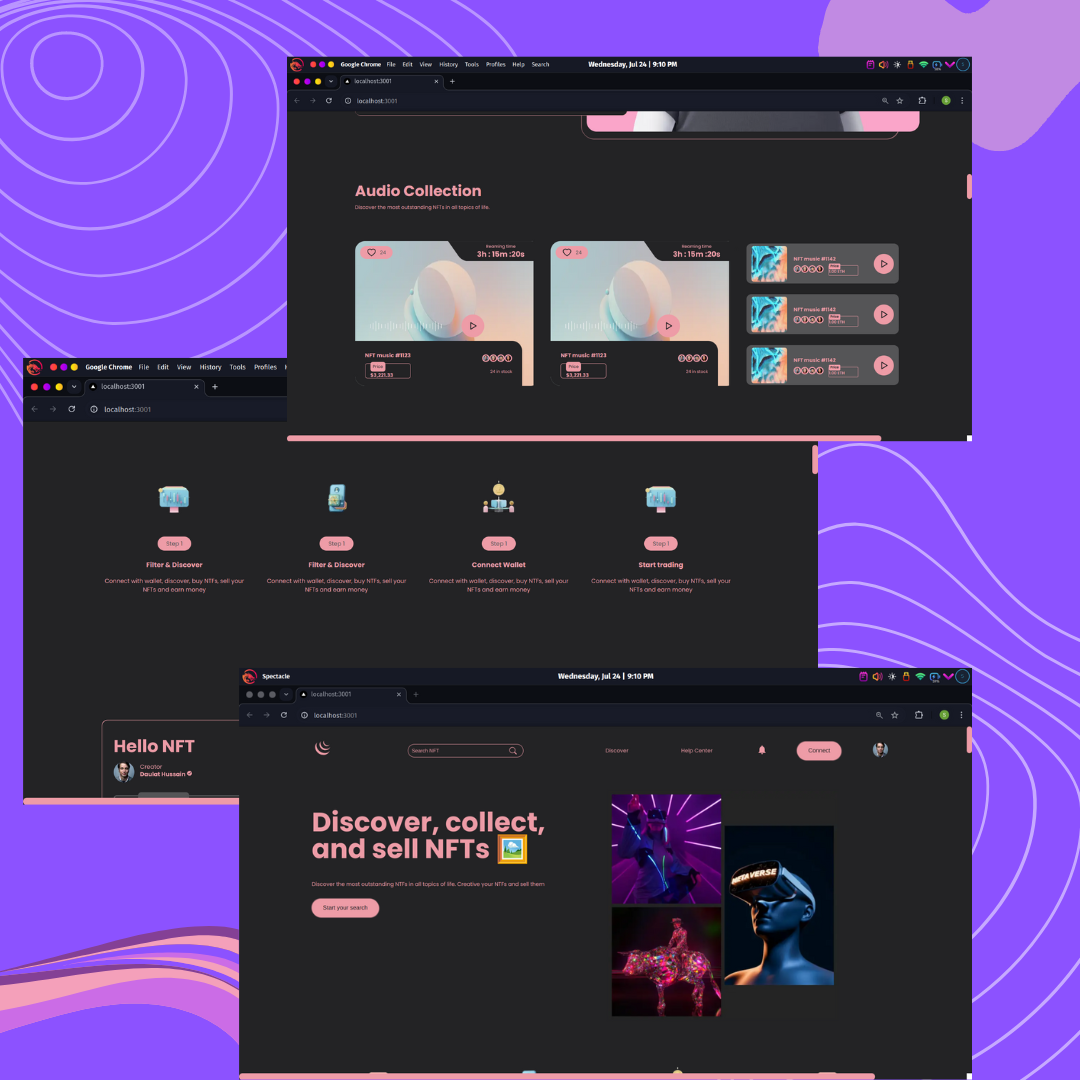 Google Chrome File Edit View History Tools Profiles Help Search
Wednesday, Jul 24 | 9:10 PM
localhost:3001
localhost:3001
Audio Collection
Discover the most outstanding NFTs in all topics of life.
24
Reaming time
3h : 15m :20s
NFT music #1123
Price
$3,221.33
24 in stock
24
Reaming time
3h : 15m :20s
NFT music #1123
Price
$3,221.33
24 in stock
NFT music #1142
Price
NFT music #1142
Price
NFT music #1142
Price
Google Chrome File Edit View History Tools Profiles
localhost:3001
localhost:3001
Step 1
Filter & Discover
Connect with wallet, discover, buy NTFs, sell your
NFTs and earn money
Step 1
Filter & Discover
Connect with wallet, discover, buy NTFs, sell your
NFTs and earn money
Step 1
Connect Wallet
Connect with wallet, discover, buy NTFs, sell your
NFTs and earn money
Step 1
Start trading
Connect with wallet, discover, buy NTFs, sell your
NFTs and earn money
Hello NFT
Creator
Daulat Hussain
Spectacle
Wednesday, Jul 24 | 9:10 PM
localhost:3001
localhost:3001
Search NFT
Discover
Help Center
Connect
Discover, collect,
and sell NFTs 🖼️
Discover the most outstanding NTFs in all topics of life. Creative your NTFs and sell them
Start your search
METAVERSE